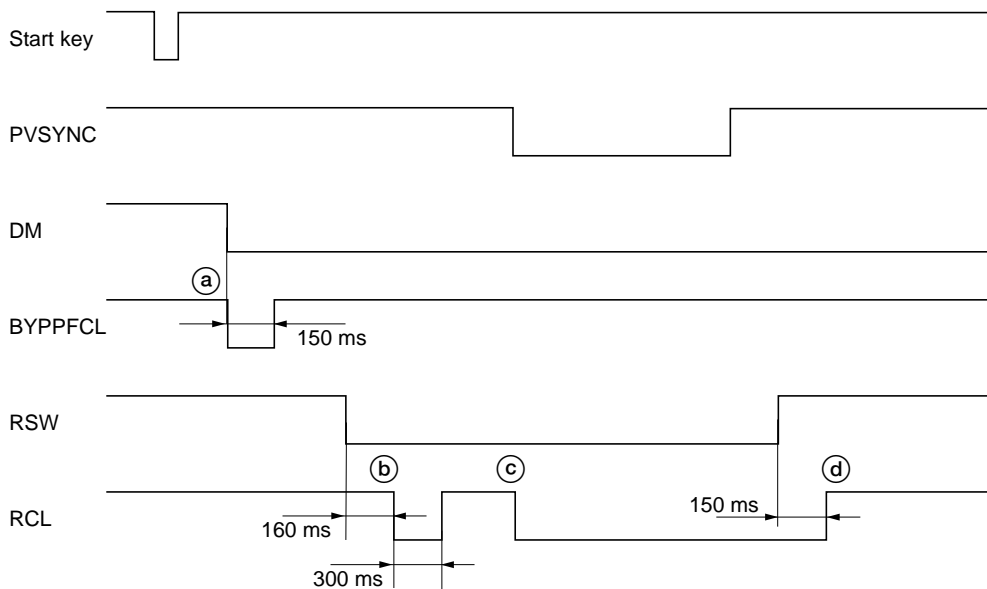 Start key
PVSYNC
DM
a
BYPPFCL
150 ms
RSW
b
c
d
RCL
160 ms
150 ms
300 ms